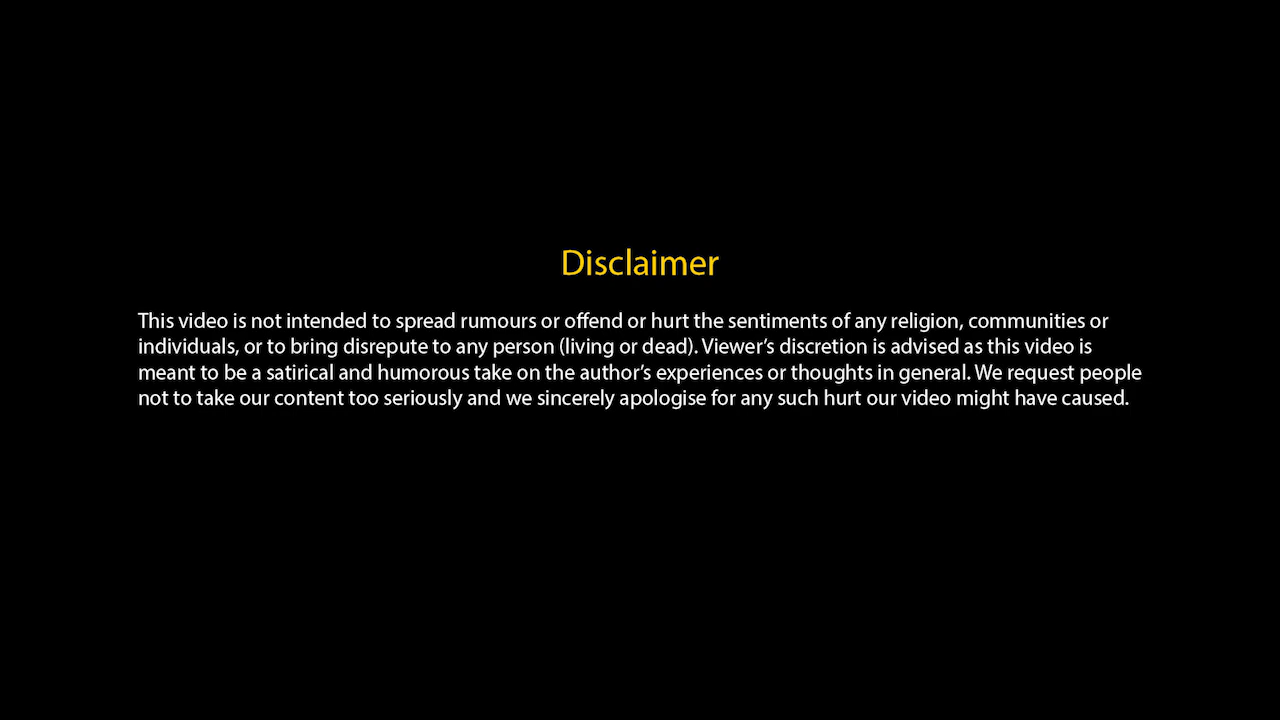 Disclaimer
This video is not intended to spread rumours or offend or hurt the sentiments of any religion, communities or
individuals, or to bring disrepute to any person (living or dead). Viewer’s discretion is advised as this video is
meant to be a satirical and humorous take on the author’s experiences or thoughts in general. We request people
not to take our content too seriously and we sincerely apologise for any such hurt our video might have caused.